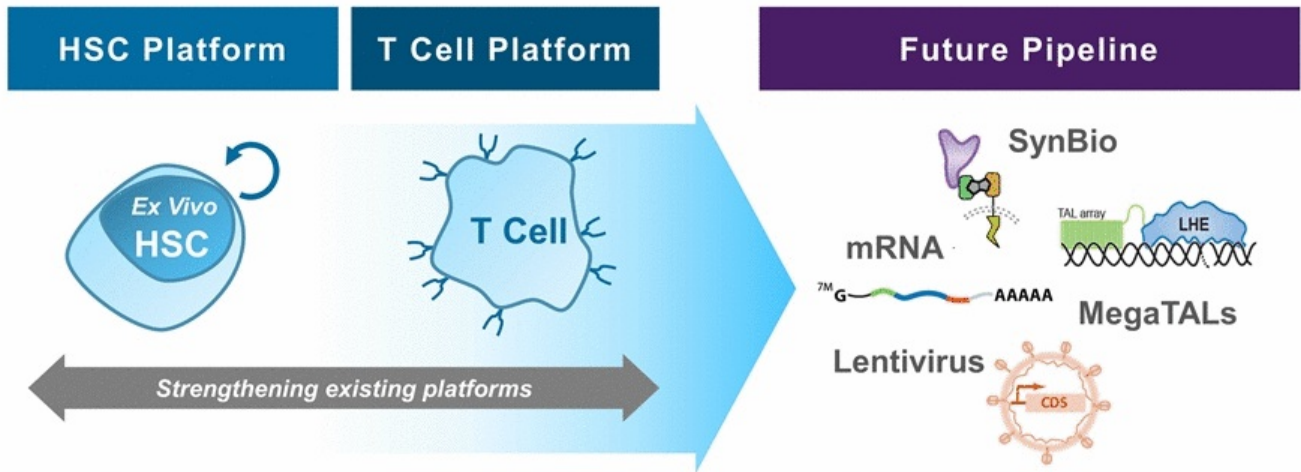 HSC Platform
T Cell Platform
Future Pipeline
Ex Vivo
HSC
T Cell
Strengthening existing platforms
SynBio
TAL array
LHE
mRNA
7MG
AAAAA
MegaTALs
Lentivirus
CDS